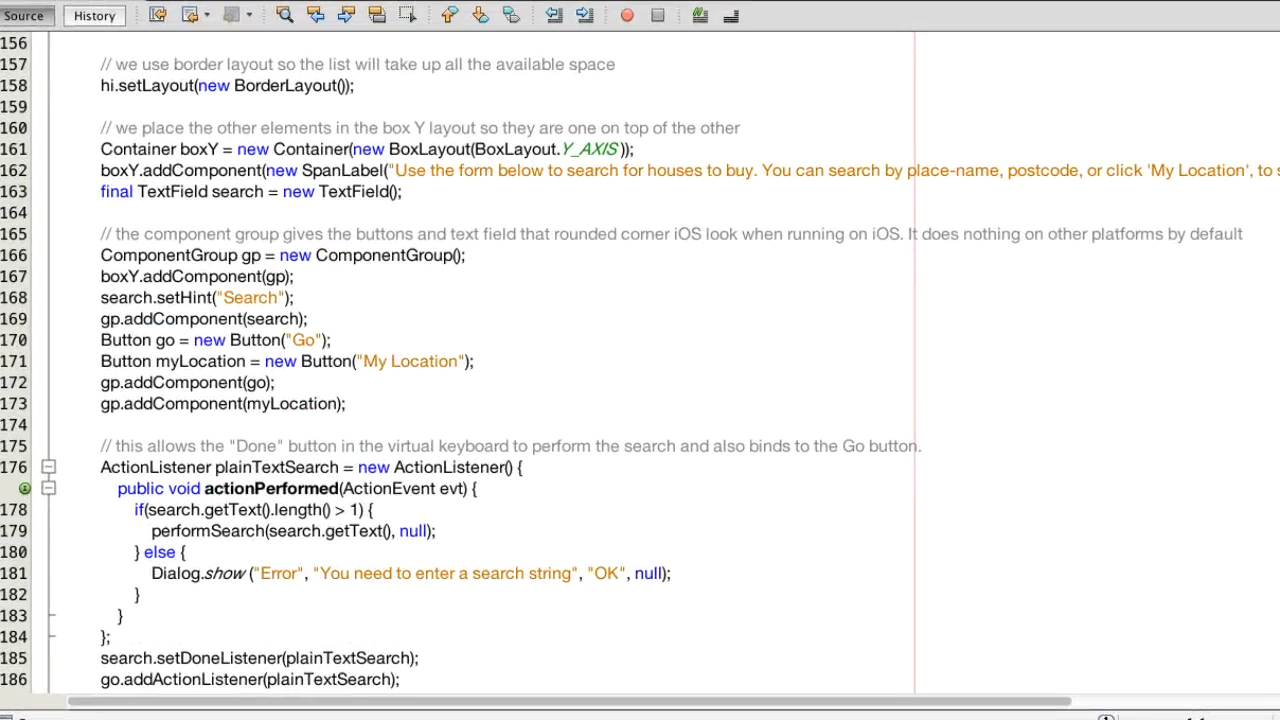 Source History
156
157 // we use border layout so the list will take up all the available space
158 hi.setLayout(new BorderLayout());
159
160 // we place the other elements in the box Y layout so they are one on top of the other
161 Container boxY = new Container(new BoxLayout(BoxLayout.Y_AXIS));
162 boxY.addComponent(new SpanLabel("Use the form below to search for houses to buy. You can search by place-name, postcode, or click 'My Location', to s
163 final TextField search = new TextField();
164
165 // the component group gives the buttons and text field that rounded corner iOS look when running on iOS. It does nothing on other platforms by default
166 ComponentGroup gp = new ComponentGroup();
167 boxY.addComponent(gp);
168 search.setHint("Search");
169 gp.addComponent(search);
170 Button go = new Button("Go");
171 Button myLocation = new Button("My Location");
172 gp.addComponent(go);
173 gp.addComponent(myLocation);
174
175 // this allows the "Done" button in the virtual keyboard to perform the search and also binds to the Go button.
176 ActionListener plainTextSearch = new ActionListener() {
public void actionPerformed(ActionEvent evt) {
178 if(search.getText().length() > 1) {
179 performSearch(search.getText(), null);
180 } else {
181 Dialog.show ("Error", "You need to enter a search string", "OK", null);
182 }
183 }
184 };
185 search.setDoneListener(plainTextSearch);
186 go.addActionListener(plainTextSearch);